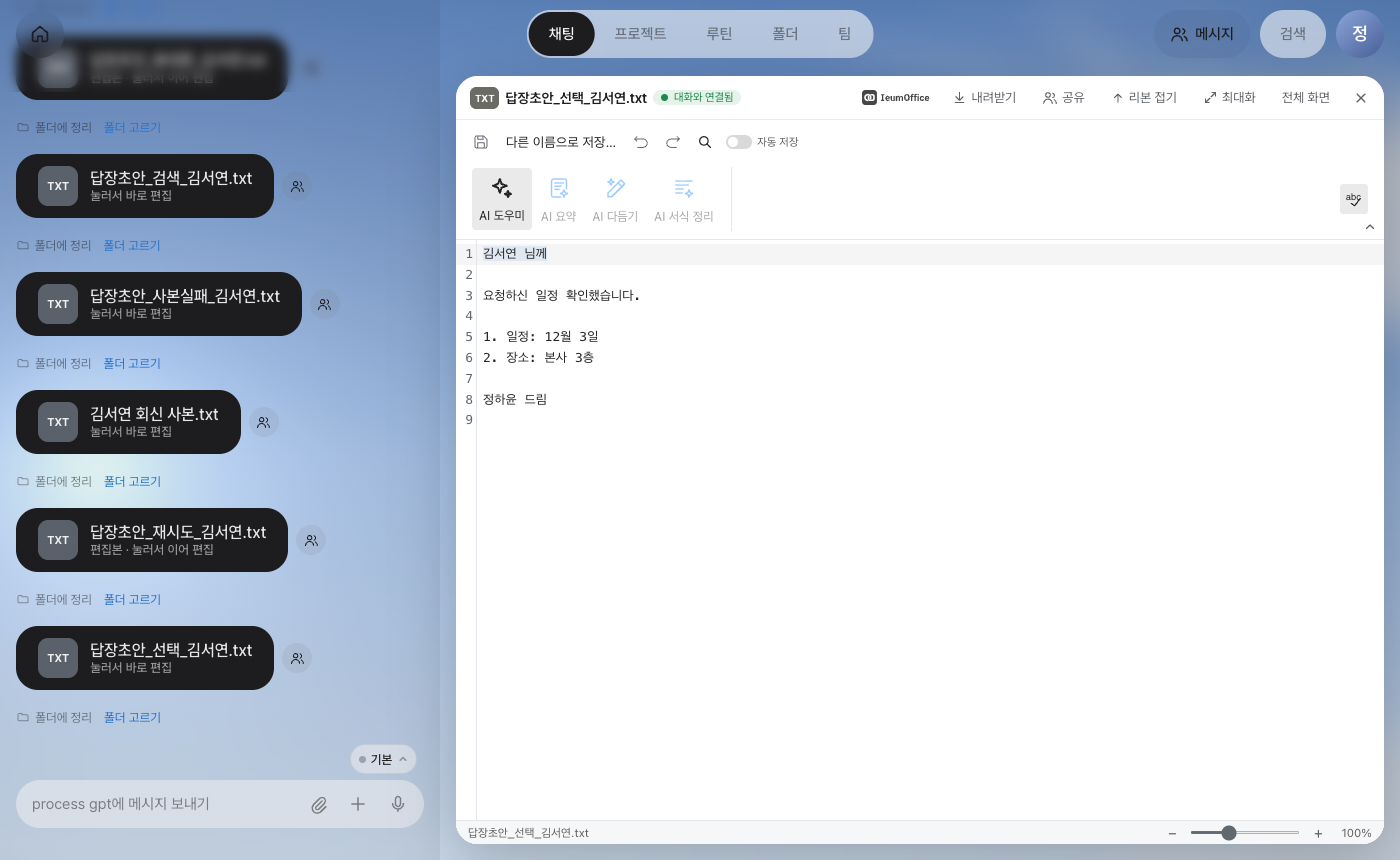 채팅
프로젝트
루틴
폴더
팀
메시지
검색
정
TXT
폴더에 정리 폴더 고르기
TXT
답장초안_검색_김서연.txt
눌러서 바로 편집
폴더에 정리 폴더 고르기
TXT
답장초안_사본실패_김서연.txt
눌러서 바로 편집
폴더에 정리 폴더 고르기
TXT
김서연 회신 사본.txt
눌러서 바로 편집
폴더에 정리 폴더 고르기
TXT
답장초안_재시도_김서연.txt
편집본 · 눌러서 이어 편집
폴더에 정리 폴더 고르기
TXT
답장초안_선택_김서연.txt
눌러서 바로 편집
폴더에 정리 폴더 고르기
기본
process gpt에 메시지 보내기
TXT 답장초안_선택_김서연.txt 대화와 연결됨
IeumOffice 내려받기 공유 리본 접기 최대화 전체 화면
다른 이름으로 저장... 자동 저장
AI 도우미 AI 요약 AI 다듬기 AI 서식 정리
abc
1 김서연 님께
2
3 요청하신 일정 확인했습니다.
4
5 1. 일정: 12월 3일
6 2. 장소: 본사 3층
7
8 정하윤 드림
9
답장초안_선택_김서연.txt
100%